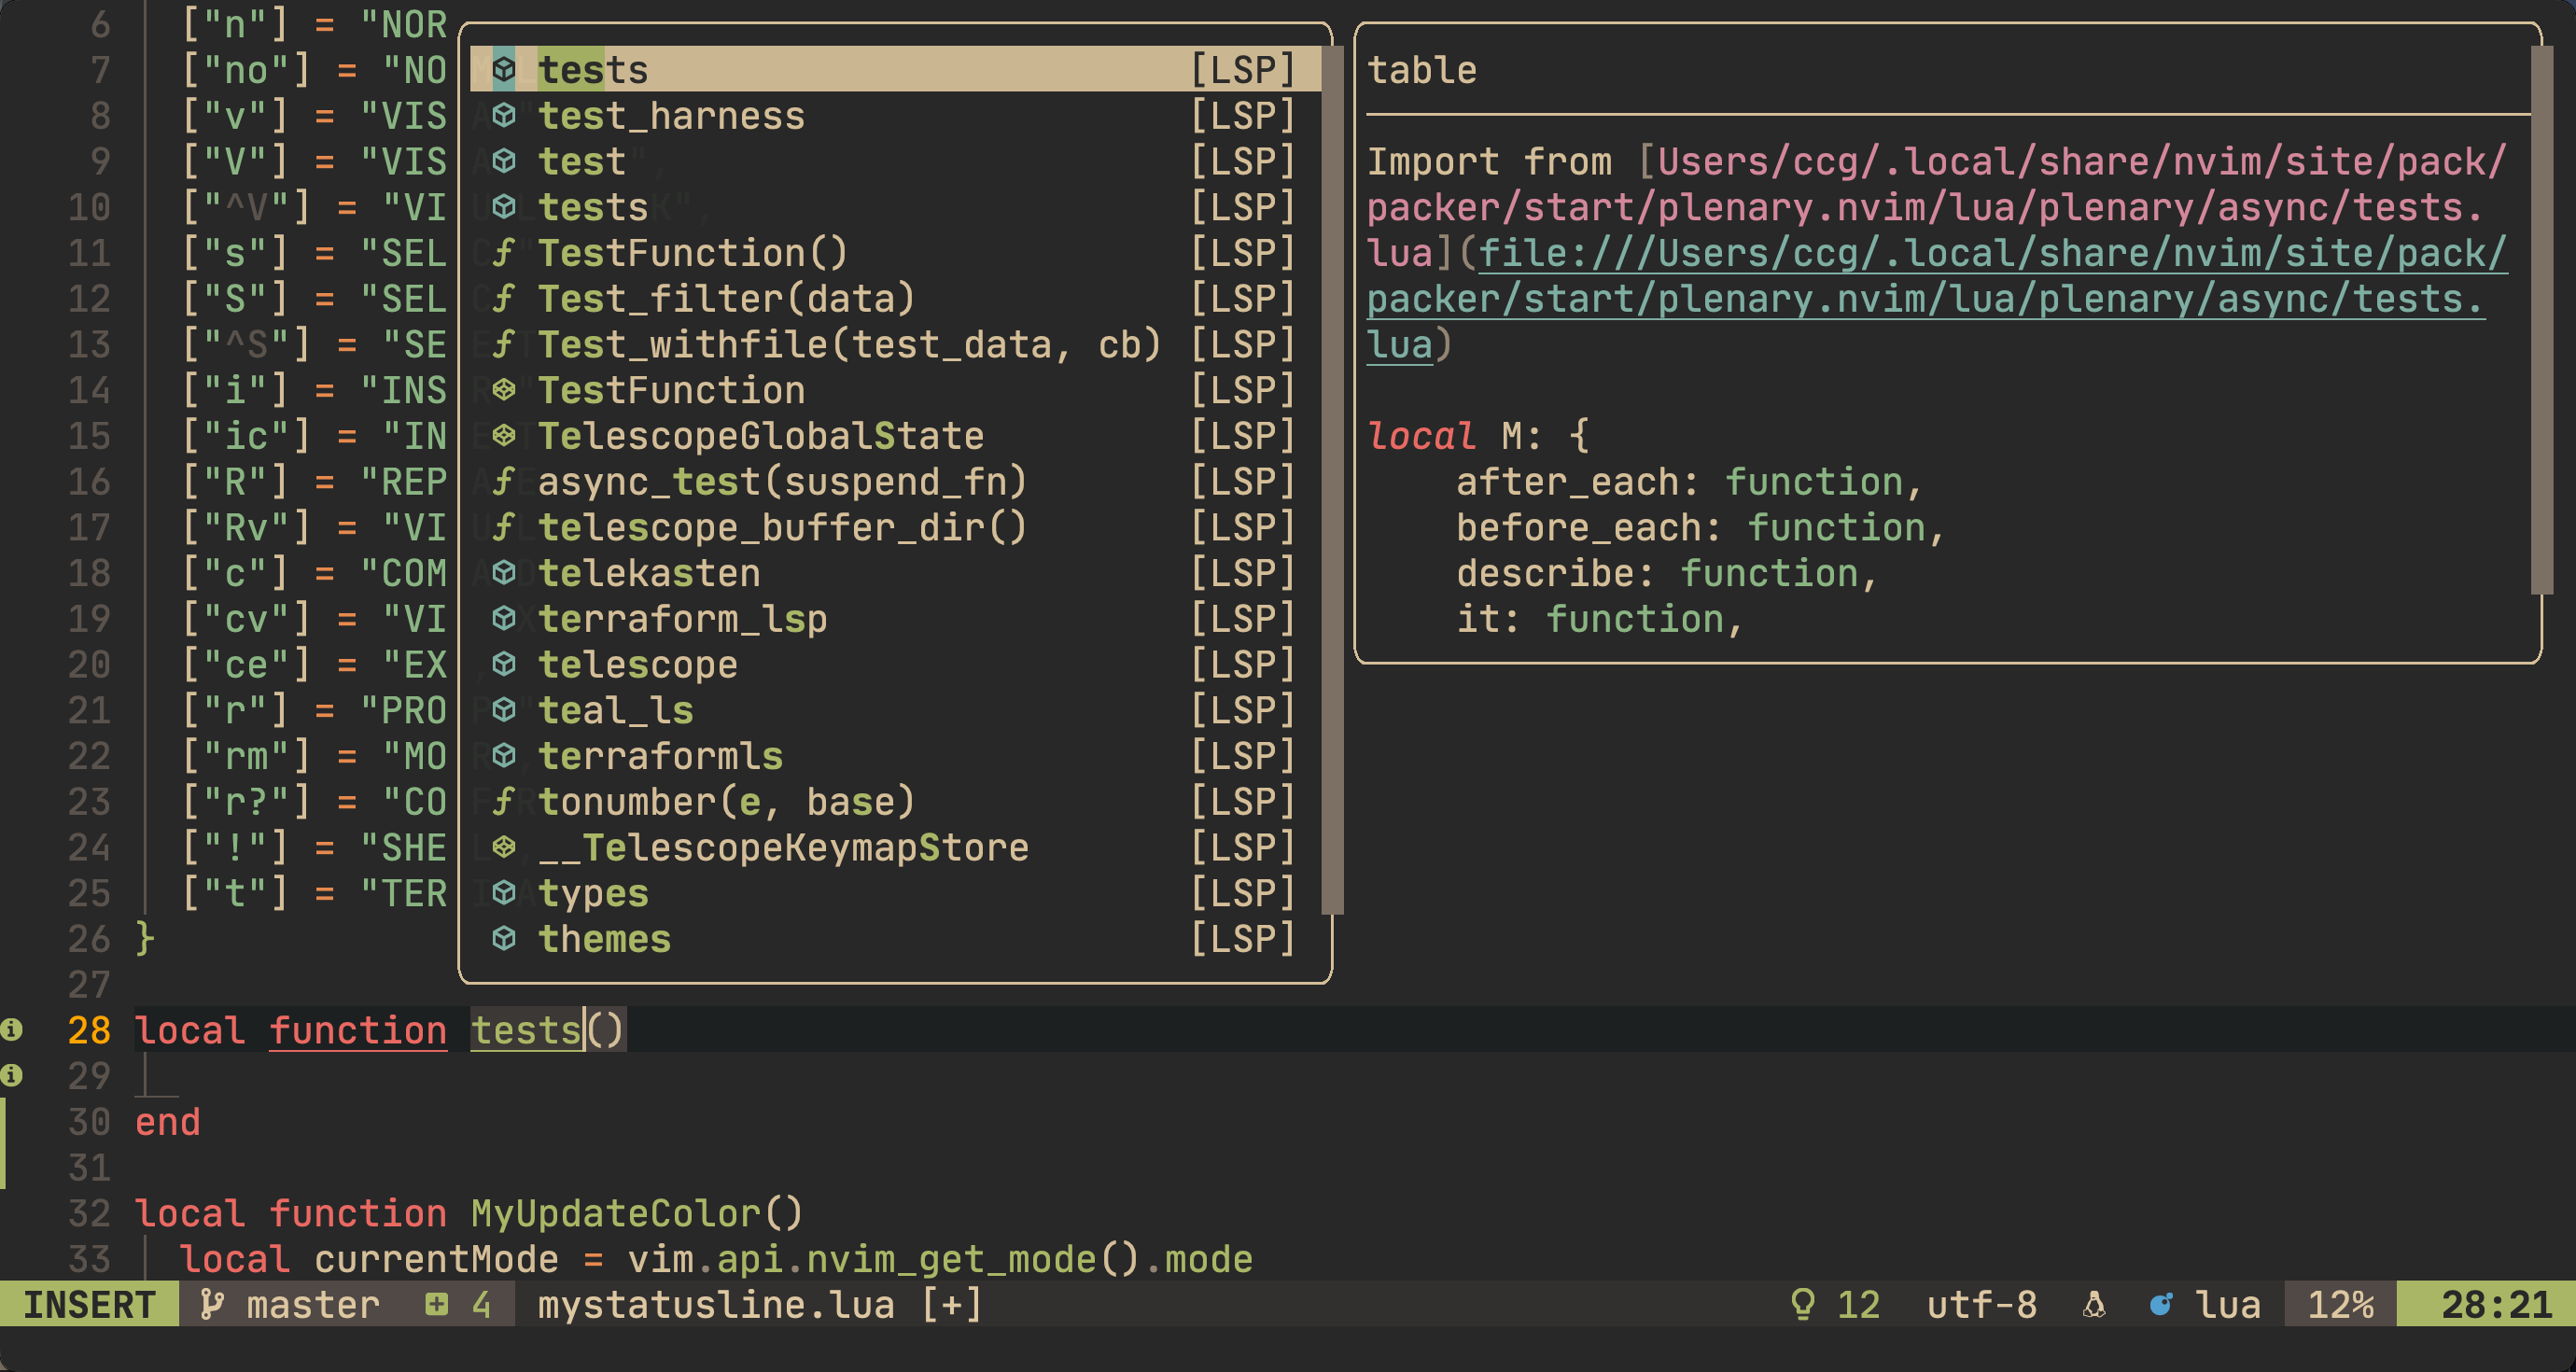 6 ["n"] = "NOR
7 ["no"] = "NO tests [LSP]
8 ["v"] = "VIS test_harness [LSP]
9 ["V"] = "VIS test [LSP]
10 ["^V"] = "VI tests [LSP]
11 ["s"] = "SEL TestFunction() [LSP]
12 ["S"] = "SEL Test_filter(data) [LSP]
13 ["^S"] = "SE Test_withfile(test_data, cb) [LSP]
14 ["i"] = "INS TestFunction [LSP]
15 ["ic"] = "IN TelescopeGlobalState [LSP]
16 ["R"] = "REP async_test(suspend_fn) [LSP]
17 ["Rv"] = "VI telescope_buffer_dir() [LSP]
18 ["c"] = "COM telekasten [LSP]
19 ["cv"] = "VI terraform_lsp [LSP]
20 ["ce"] = "EX telescope [LSP]
21 ["r"] = "PRO teal_ls [LSP]
22 ["rm"] = "MO terraformls [LSP]
23 ["r?"] = "CO tonumber(e, base) [LSP]
24 ["!"] = "SHE __TelescopeKeymapStore [LSP]
25 ["t"] = "TER types [LSP]
26 } themes [LSP]
table
Import from [Users/ccg/.local/share/nvim/site/pack/
packer/start/plenary.nvim/lua/plenary/async/tests.
lua](file:///Users/ccg/.local/share/nvim/site/pack/
packer/start/plenary.nvim/lua/plenary/async/tests.
lua)
local M: {
after_each: function,
before_each: function,
describe: function,
it: function,
27
28 local function tests()
29
30 end
31
32 local function MyUpdateColor()
33 local currentMode = vim.api.nvim_get_mode().mode
INSERT master 4 mystatusline.lua [+] 12 utf-8 lua 12% 28:21